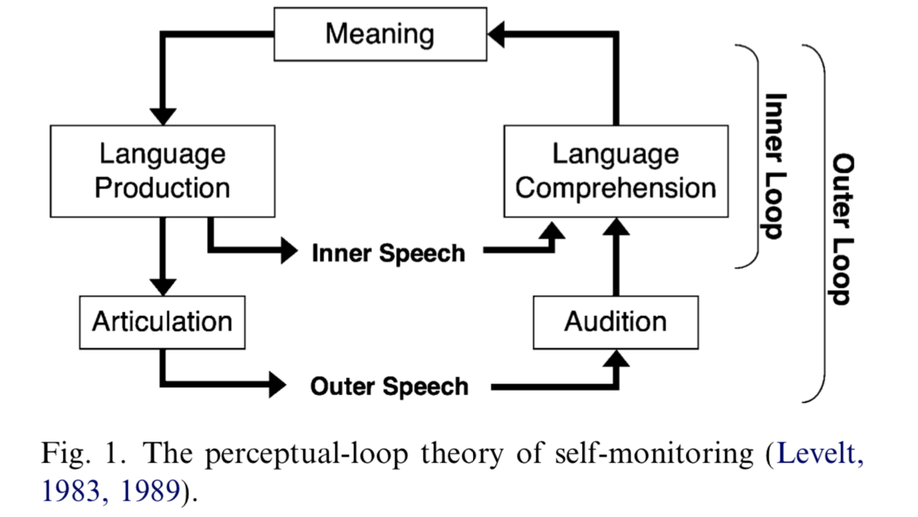 Meaning
Language
Production
Language
Comprehension
Inner Speech
Articulation
Audition
Outer Speech
Inner Loop
Outer Loop
Fig. 1. The perceptual-loop theory of self-monitoring (Levelt,
1983, 1989).